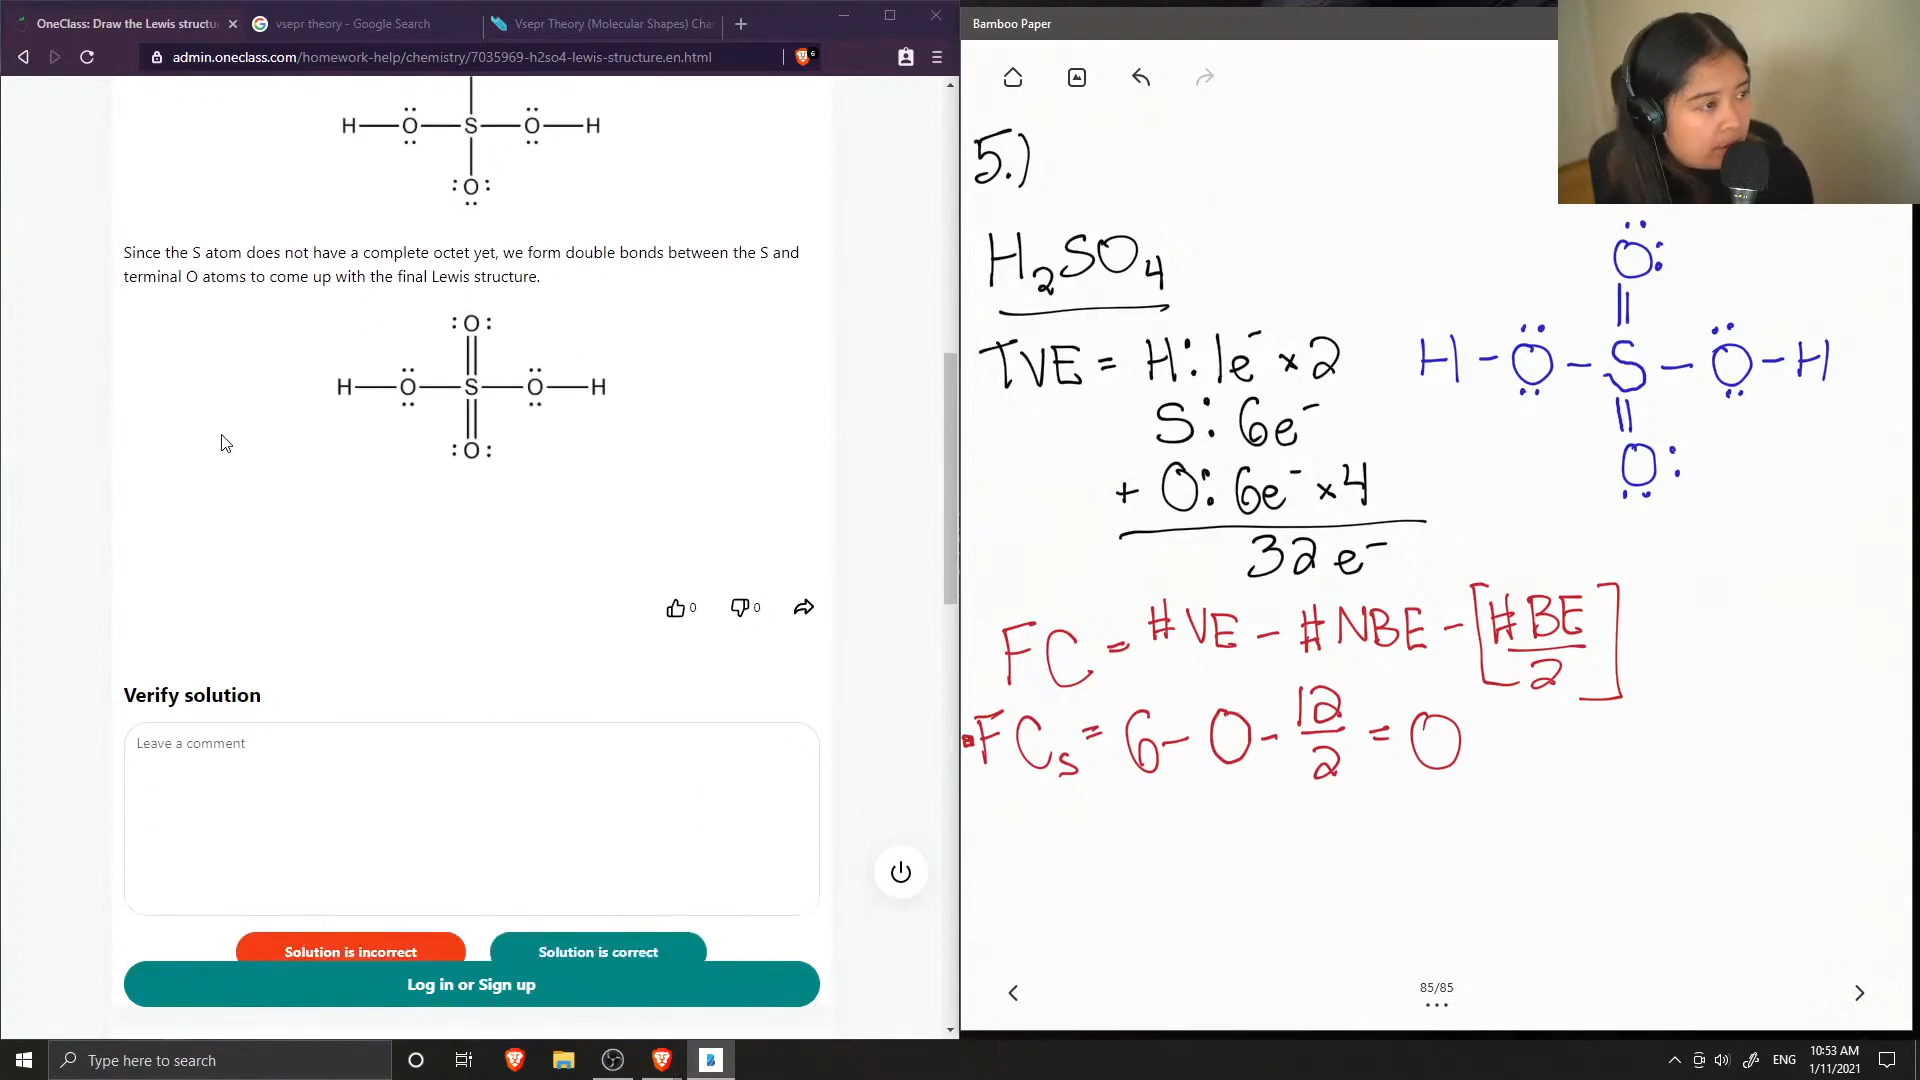 OneClass: Draw the Lewis structu
vsepr theory - Google Search
Vsepr Theory (Molecular Shapes) Cha
admin.oneclass.com/homework-help/chemistry/7035969-h2so4-lewis-structure.en.html
6
H O S O H
O
Since the S atom does not have a complete octet yet, we form double bonds between the S and
terminal O atoms to come up with the final Lewis structure.
:O:
H O S O H
:O:
0 0
Verify solution
Leave a comment
Solution is incorrect Solution is correct
Log in or Sign up
Bamboo Paper
5.)
H₂SO₄
TVE = H: 1e⁻ × 2
S: 6e⁻
+ O: 6e⁻ × 4
32 e⁻
O
H - O - S - O - H
O
FC = # VE - # NBE - [# BE / 2]
FCs = 6 - 0 - 12/2 = 0
85/85
Type here to search
ENG
10:53 AM
1/11/2021